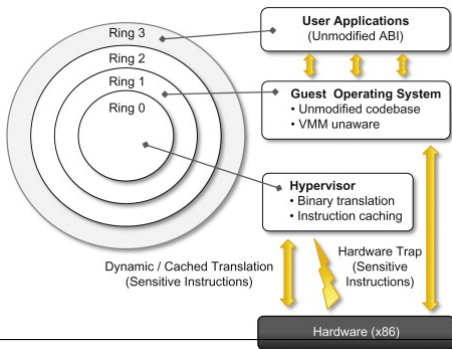 Ring 3
Ring 2
Ring 1
Ring 0
User Applications
(Unmodified ABI)
Guest Operating System
• Unmodified codebase
• VMM unaware
Hypervisor
• Binary translation
• Instruction caching
Dynamic / Cached Translation
(Sensitive Instructions)
Hardware Trap
(Sensitive
Instructions)
Hardware (x86)